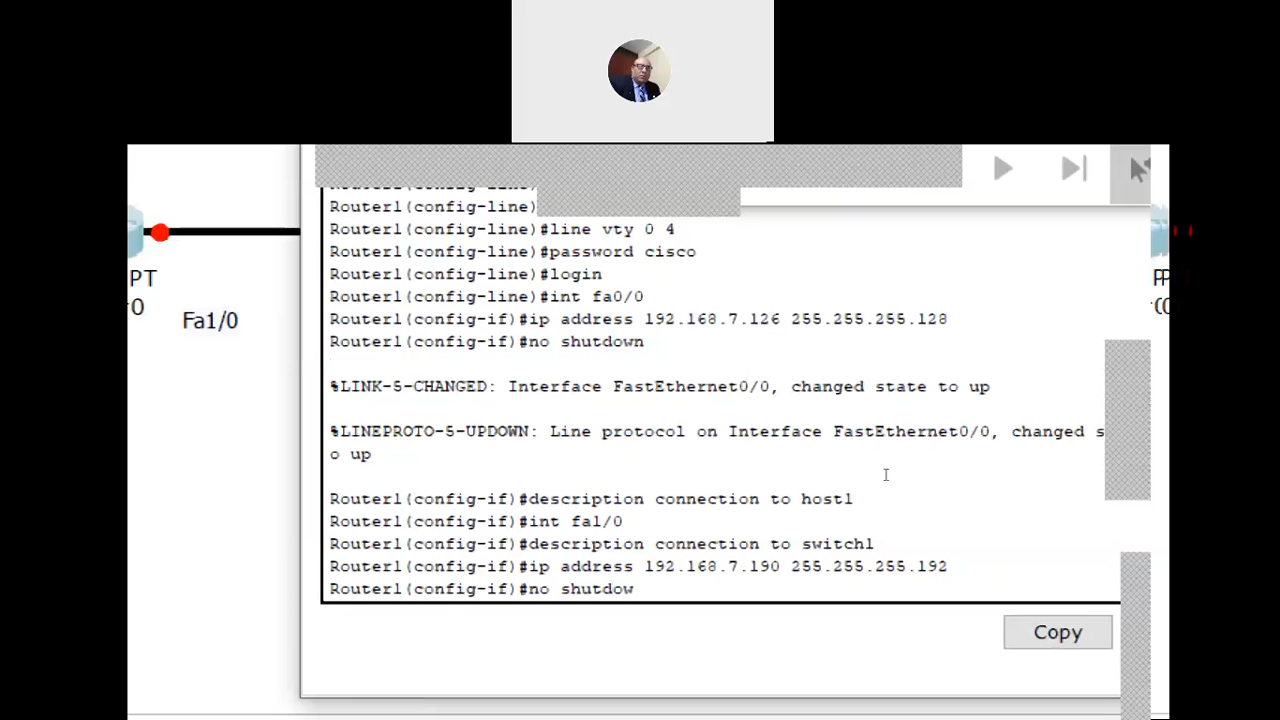 Router1(config-line)
Router1(config-line)#line vty 0 4
Router1(config-line)#password cisco
Router1(config-line)#login
Router1(config-line)#int fa0/0
Router1(config-if)#ip address 192.168.7.126 255.255.255.128
Router1(config-if)#no shutdown
%LINK-5-CHANGED: Interface FastEthernet0/0, changed state to up
%LINEPROTO-5-UPDOWN: Line protocol on Interface FastEthernet0/0, changed s
o up
Router1(config-if)#description connection to host1
Router1(config-if)#int fa1/0
Router1(config-if)#description connection to switch1
Router1(config-if)#ip address 192.168.7.190 255.255.255.192
Router1(config-if)#no shutdow
Copy
PT
r0
Fa1/0